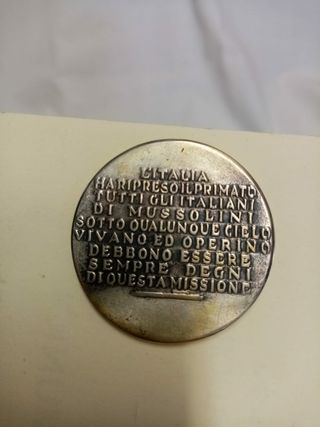 L'ITALIA
HA RIPRESO IL PRIMATO
TUTTI GLI ITALIANI
DI MUSSOLINI
SOTTO QUALUNQUE CIELO
VIVANO ED OPERINO
DEBBONO ESSERE
SEMPRE DEGNI
DI QUESTA MISSIONE